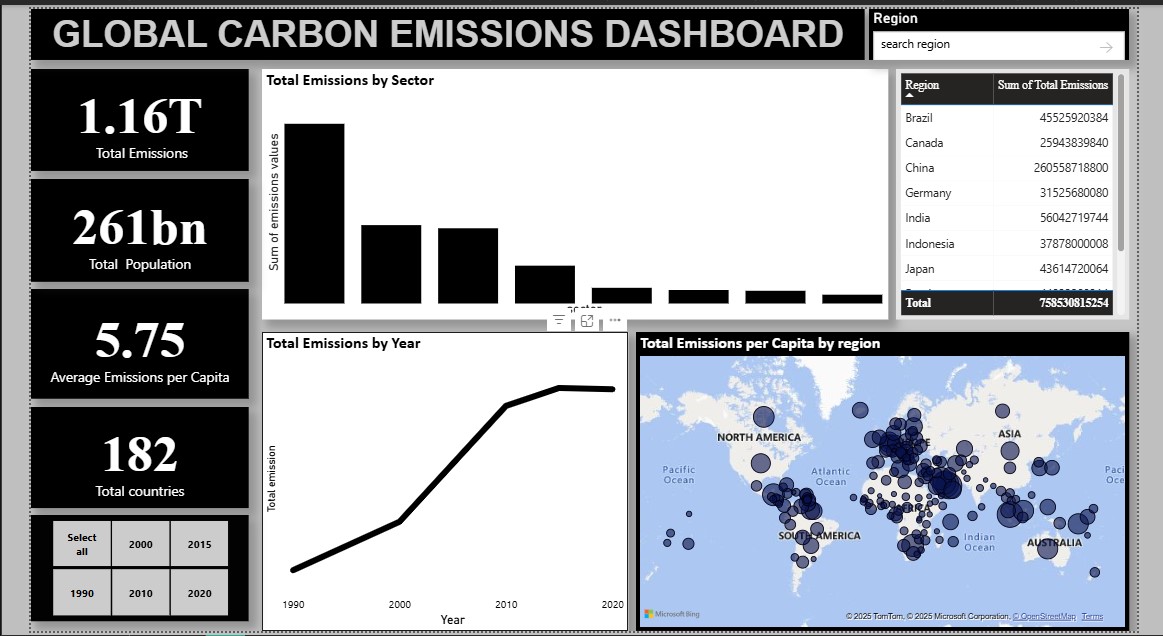 GLOBAL CARBON EMISSIONS DASHBOARD
Region
search region
1.16T
Total Emissions
261bn
Total Population
5.75
Average Emissions per Capita
182
Total countries
Select all
2000
2015
1990
2010
2020
Total Emissions by Sector
Sum of emissions values
Region Sum of Total Emissions
Brazil 45525920384
Canada 25943839840
China 260558718800
Germany 31525680080
India 56042719744
Indonesia 37878000008
Japan 43614720064
Total 758530815254
Total Emissions by Year
Total emission
1990 2000 2010 2020
Year
Total Emissions per Capita by region
NORTH AMERICA
ASIA
Pacific
Ocean
Atlantic
Ocean
Paci
Oce
SOUTH AMERICA
Indian
Ocean
AUSTRALIA
Microsoft Bing
© 2025 TomTom, © 2025 Microsoft Corporation, © OpenStreetMap Terms